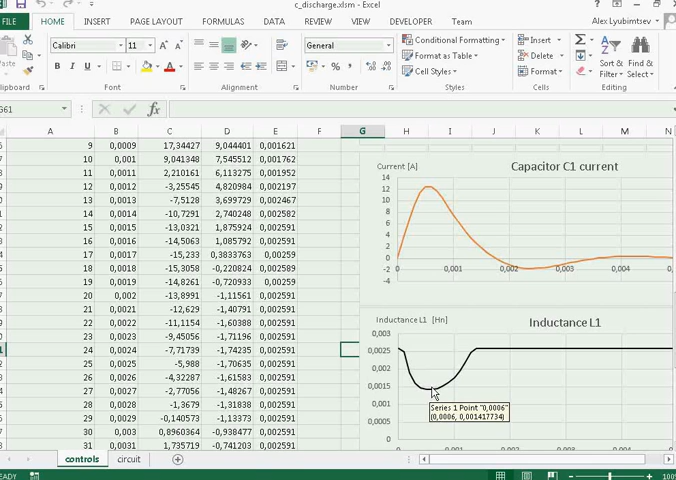 c_discharge.xlsm - Excel
FILE HOME INSERT PAGE LAYOUT FORMULAS DATA REVIEW VIEW DEVELOPER Team Alex Lyubimtsev
Calibri 11 General Conditional Formatting Insert
Paste B I U % Format as Table Delete Sort & Find &
Cell Styles Format Filter Select
Clipboard Font Alignment Number Styles Cells Editing
G61 fx
A B C D E F G H I J K L M N
9 0,0009 17,34427 9,044401 0,001621
10 0,001 9,041348 7,545512 0,001762
11 0,0011 2,210161 6,113275 0,001952
12 0,0012 -3,25545 4,820984 0,002197
13 0,0013 -7,5128 3,699729 0,002467
14 0,0014 -10,7291 2,740248 0,002582
15 0,0015 -13,0321 1,875924 0,002591
16 0,0016 -14,5063 1,085792 0,002591
17 0,0017 -15,233 0,3833763 0,00259
18 0,0018 -15,3058 -0,220824 0,002589
19 0,0019 -14,8261 -0,720933 0,00259
20 0,002 -13,8991 -1,11561 0,002591
21 0,0021 -12,629 -1,40791 0,002591
22 0,0022 -11,1154 -1,60388 0,002591
23 0,0023 -9,45056 -1,71196 0,002591
24 0,0024 -7,71739 -1,74235 0,002591
25 0,0025 -5,988 -1,70635 0,002591
26 0,0026 -4,32287 -1,61583 0,002591
27 0,0027 -2,77056 -1,48267 0,002591
28 0,0028 -1,3679 -1,31838 0,002591
29 0,0029 -0,140573 -1,13373 0,002591
30 0,003 0,8960364 -0,938477 0,002591
31 0,0031 1,735719 -0,741203 0,002591
Current [A] Capacitor C1 current
14
12
10
8
6
4
2
0
-2 0 0,001 0,002 0,003 0,004
-4
Inductance L1 [Hn] Inductance L1
0,003
0,0025
0,002
0,0015
0,001
0,0005
0
Series 1 Point "0,0006"
(0,0006, 0,001417734)
controls circuit
READY